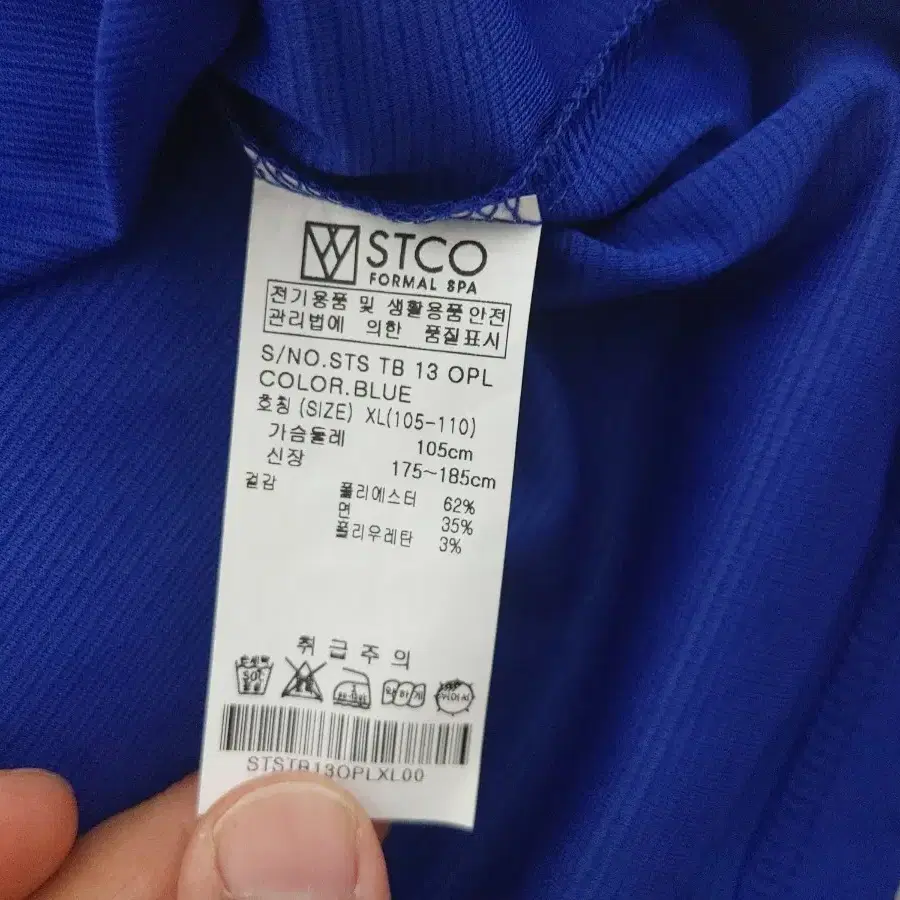 STCO
FORMAL SPA
전기용품 및 생활용품안전
관리법에 의한 품질표시
S/NO.STS TB 13 OPL
COLOR.BLUE
호칭 (SIZE) XL(105-110)
가슴둘레 105cm
신장 175~185cm
겉감 폴리에스터 62%
면 35%
폴리우레탄 3%
취급주의
약하게
STSTB13OPLXL00